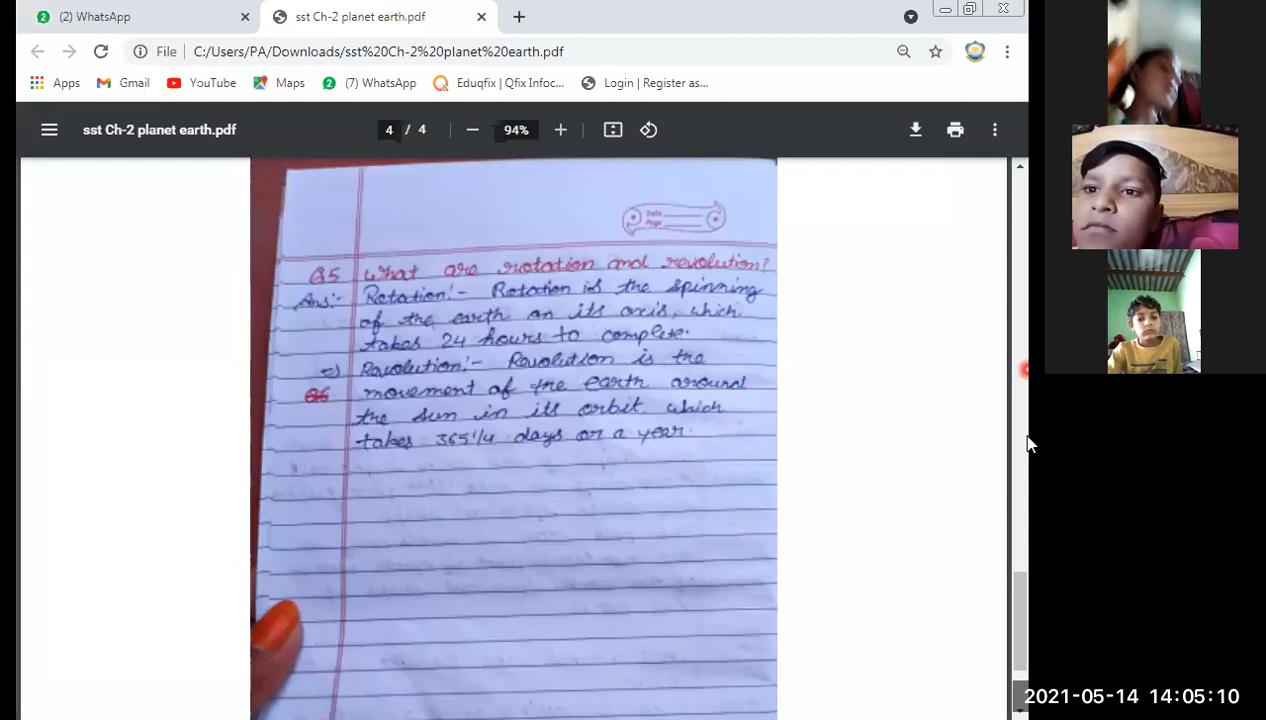 (2) WhatsApp
sst Ch-2 planet earth.pdf
File
C:/Users/PA/Downloads/sst%20Ch-2%20planet%20earth.pdf
Apps
Gmail
YouTube
Maps
(7) WhatsApp
Eduqfix | Qfix Infoc...
Login | Register as...
sst Ch-2 planet earth.pdf
4 / 4
94%
Date
Page
Q5 What are rotation and revolution?
Ans:- Rotation:- Rotation is the spinning
of the earth on its axis, which
takes 24 hours to complete.
⇒ Revolution:- Revolution is the
Q6 movement of the earth around
the sun in its orbit which
takes 365 1/4 days or a year.
2021-05-14 14:05:10